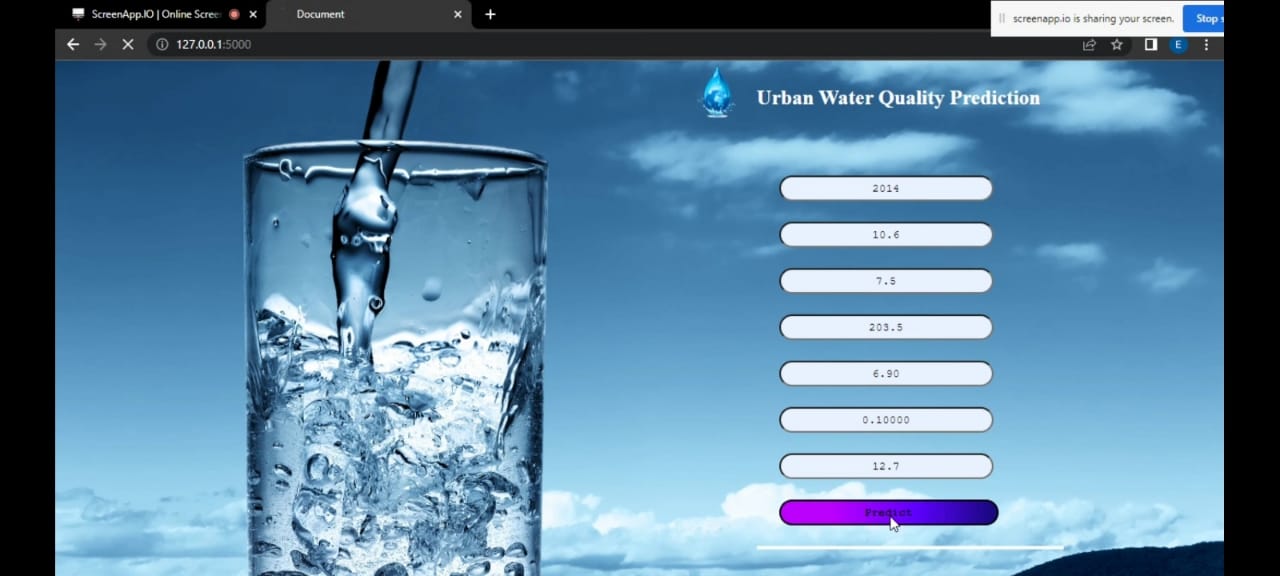 ScreenApp.IO | Online Scree
Document
screenapp.io is sharing your screen.
Stop s
127.0.0.1:5000
E
Urban Water Quality Prediction
2014
10.6
7.5
203.5
6.90
0.10000
12.7
Predict